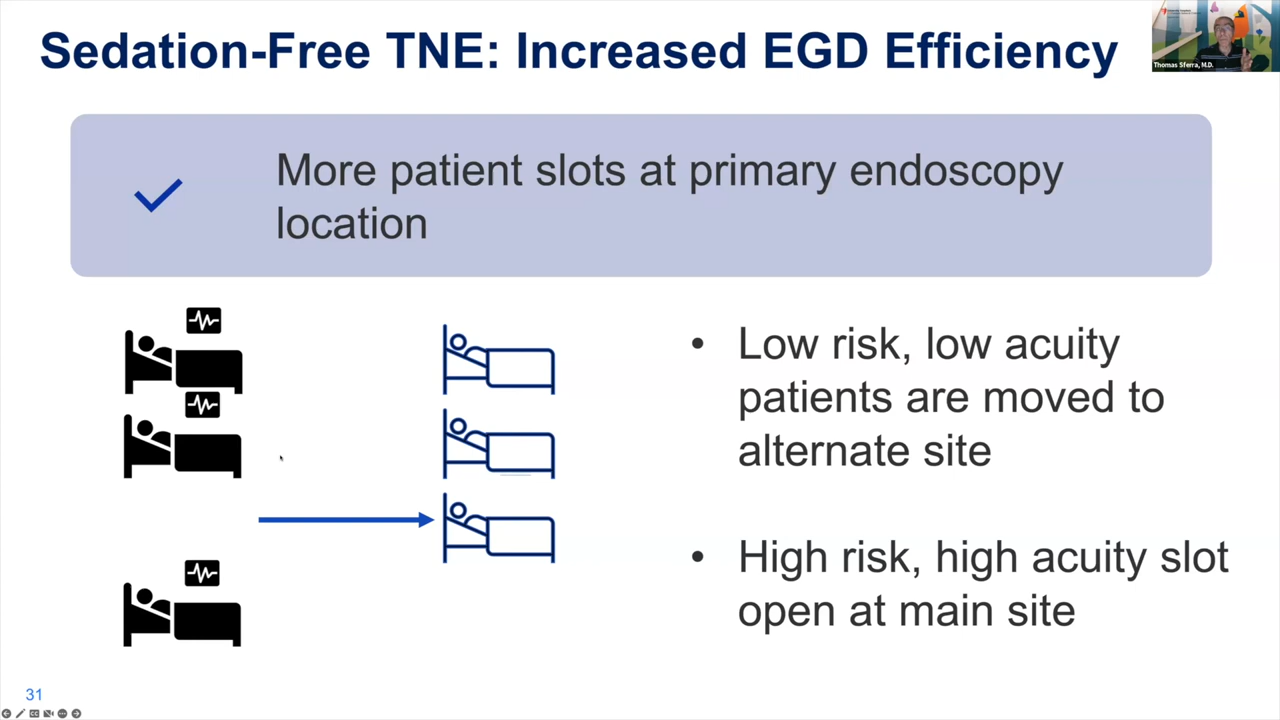 Sedation-Free TNE: Increased EGD Efficiency
Thomas Sferra, M.D.
More patient slots at primary endoscopy
location
• Low risk, low acuity
patients are moved to
alternate site
• High risk, high acuity slot
open at main site
31